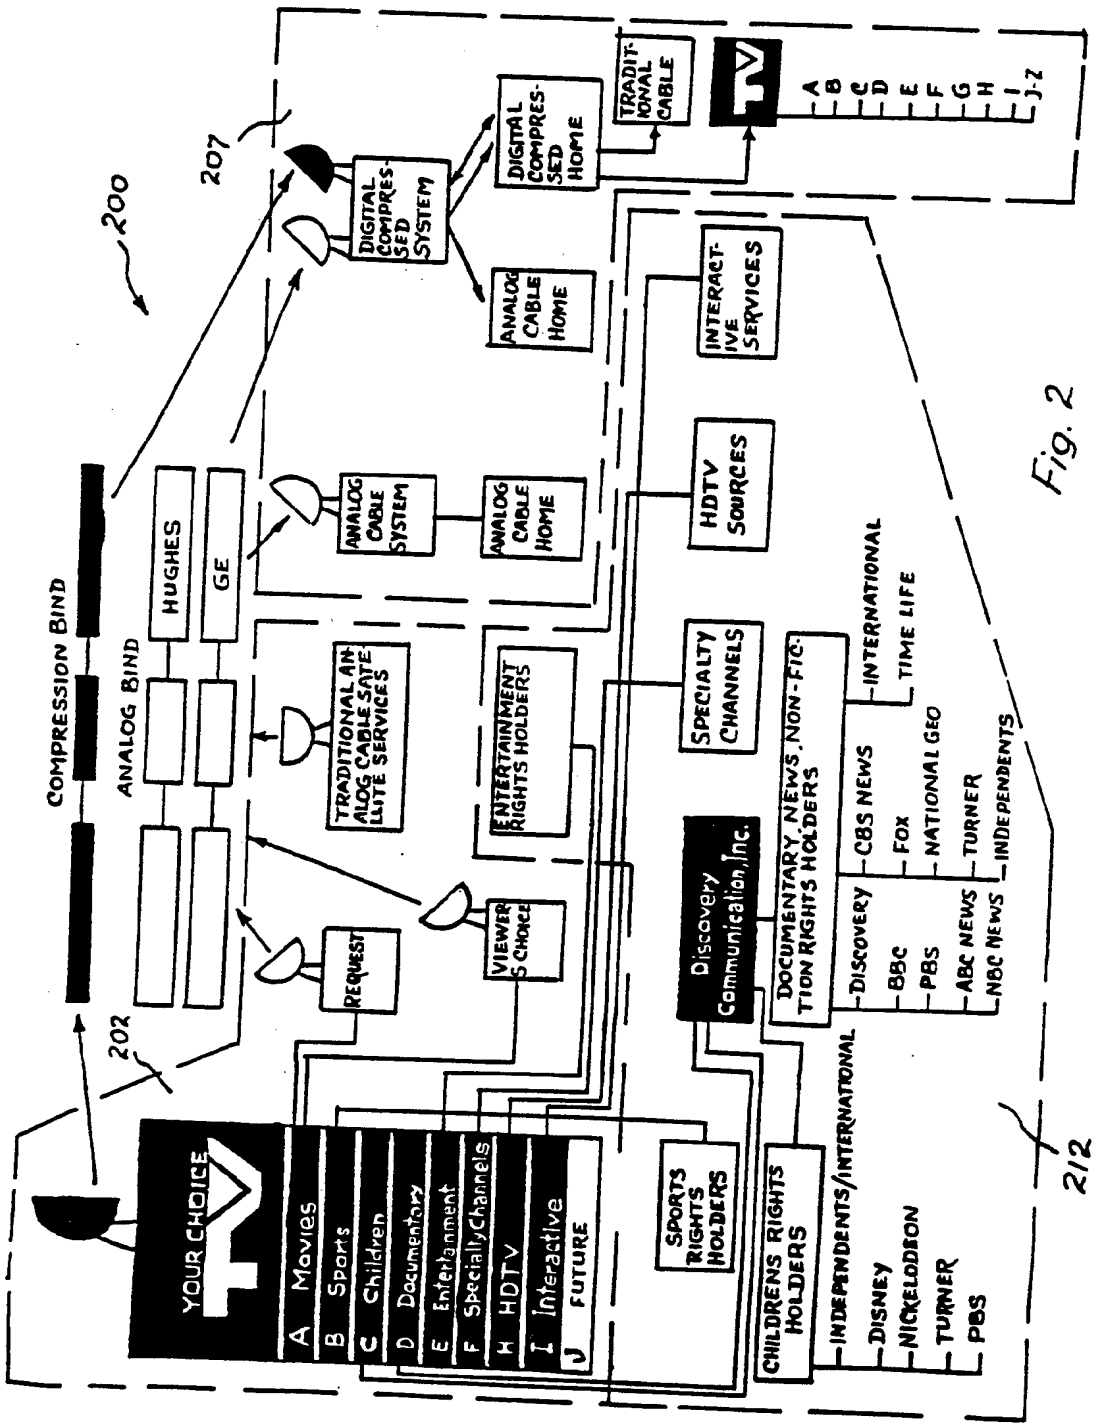 200
207
202
212
COMPRESSION BIND
ANALOG BIND
HUGHES
GE
YOUR CHOICE
TV
A Movies
B Sports
C Children
D Documentary
E Entertainment
F SpecialtyChannels
H HDTV
I Interactive
J FUTURE
REQUEST
VIEWER
S CHOICE
TRADITIONAL AN-
ALOG CABLE SATE-
LLITE SERVICES
ANALOG
CABLE
SYSTEM
ANALOG
CABLE
HOME
DIGITAL
COMPRES-
SED
SYSTEM
ANALOG
CABLE
HOME
DIGITAL
COMPRES-
SED
HOME
TRADIT-
IONAL
CABLE
TV
A
B
C
D
E
F
G
H
I
J-Z
ENTERTAINMENT
RIGHTS HOLDERS
SPECIALTY
CHANNELS
HDTV
SOURCES
INTERACT-
IVE
SERVICES
Discovery
Communication, Inc.
SPORTS
RIGHTS
HOLDERS
CHILDRENS RIGHTS
HOLDERS
INDEPENDENTS/INTERNATIONAL
DISNEY
NICKELODEON
TURNER
PBS
DOCUMENTARY, NEWS, NON-FIC-
TION RIGHTS HOLDERS
DISCOVERY
BBC
PBS
ABC NEWS
NBC NEWS
CBS NEWS
FOX
NATIONAL GEO
TURNER
INDEPENDENTS
INTERNATIONAL
TIME LIFE
Fig. 2